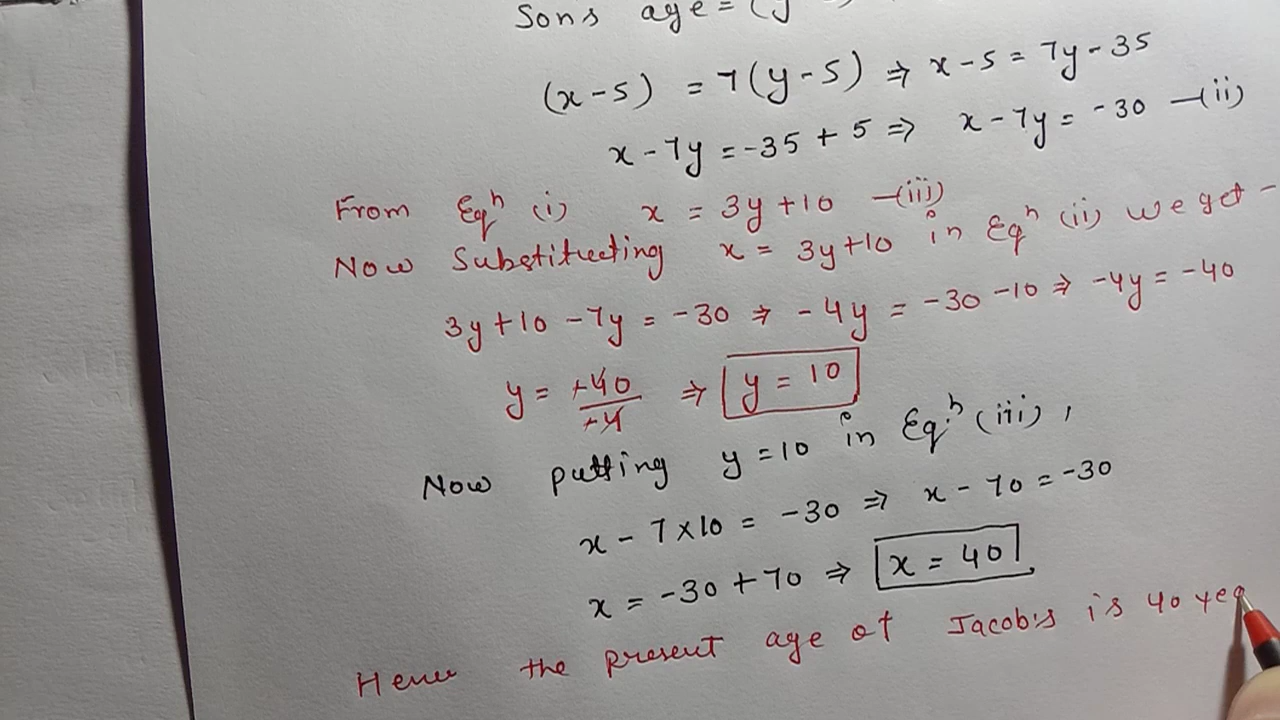 Sons age = (y
(x - 5) = 7(y - 5) ⇒ x - 5 = 7y - 35
x - 7y = -35 + 5 ⇒ x - 7y = -30 —(ii)
From Eqⁿ (i) x = 3y + 10 —(iii)
Now Substituting x = 3y+10 in Eqⁿ (ii) we get -
3y + 10 - 7y = -30 ⇒ -4y = -30 - 10 ⇒ -4y = -40
y = +40/+4 ⇒ y = 10
Now putting y = 10 in Eq.ⁿ (iii),
x - 7×10 = -30 ⇒ x - 70 = -30
x = -30 + 70 ⇒ x = 40
Hence the present age of Jacob's is 40 yea